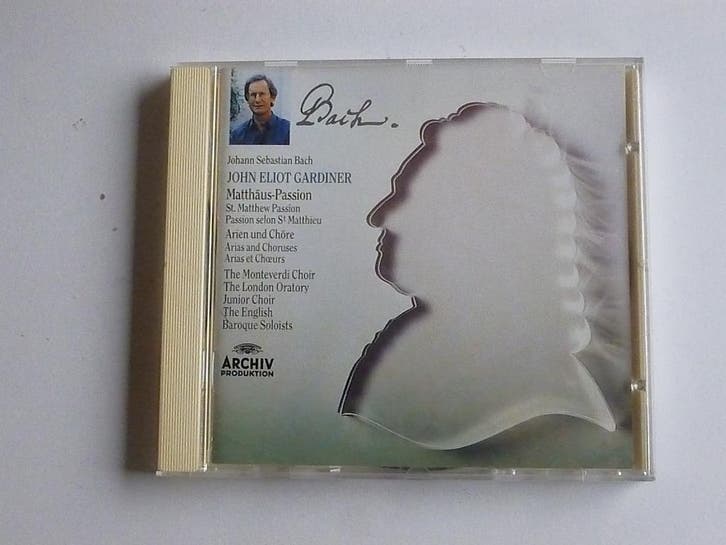 Bach.
Johann Sebastian Bach
JOHN ELIOT GARDINER
Matthäus-Passion
St. Matthew Passion
Passion selon St Matthieu
Arien und Chöre
Arias and Choruses
Arias et Chœurs
The Monteverdi Choir
The London Oratory
Junior Choir
The English
Baroque Soloists
ARCHIV
PRODUKTION